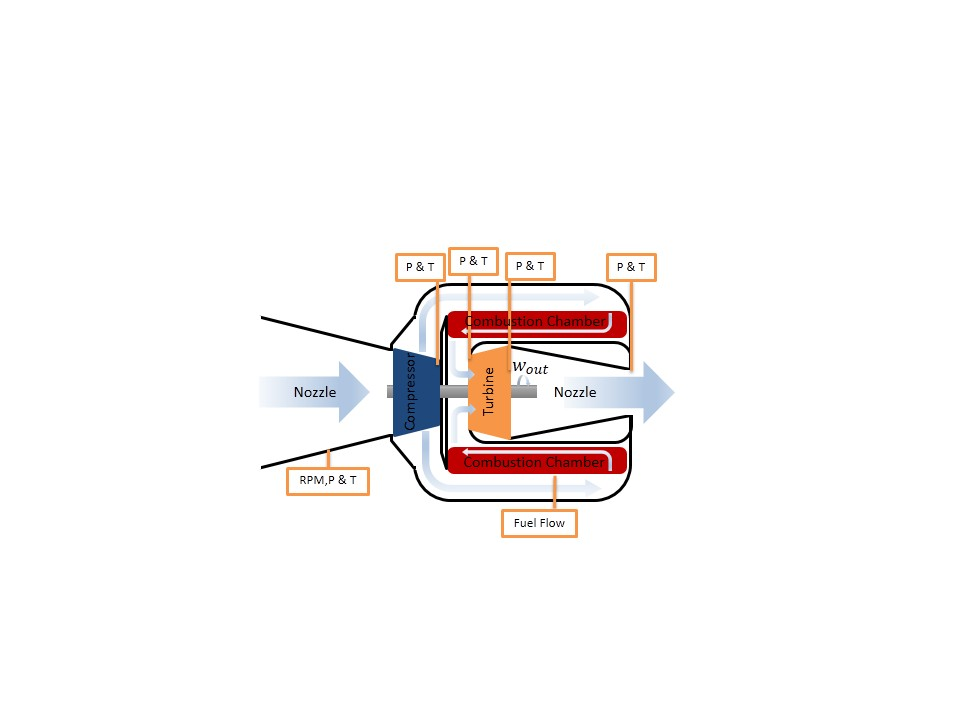 P & T
P & T
P & T
P & T
Combustion Chamber
Nozzle
Compressor
Turbine
w_out
Nozzle
Combustion Chamber
RPM,P & T
Fuel Flow